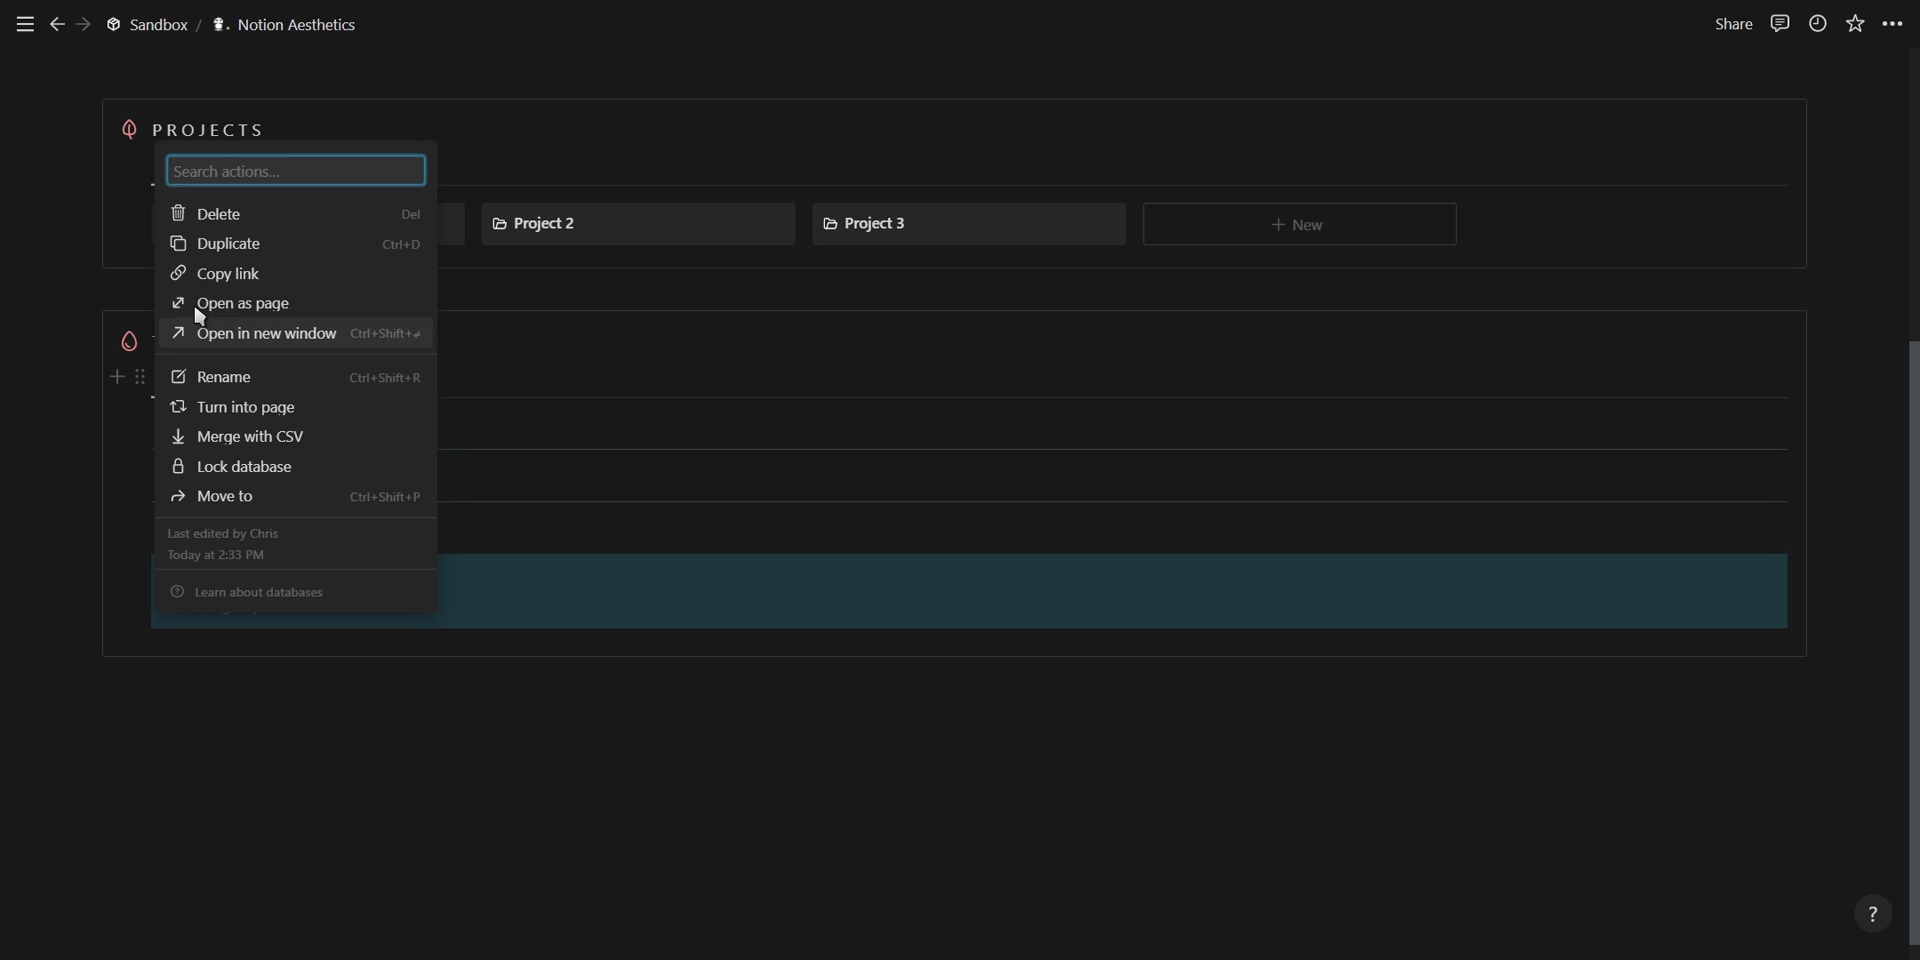 Sandbox / Notion Aesthetics
Share
PROJECTS
Search actions...
Delete Del
Duplicate Ctrl+D
Copy link
Open as page
Open in new window Ctrl+Shift+↵
Rename Ctrl+Shift+R
Turn into page
Merge with CSV
Lock database
Move to Ctrl+Shift+P
Last edited by Chris
Today at 2:33 PM
Learn about databases
Project 2
Project 3
+ New
?